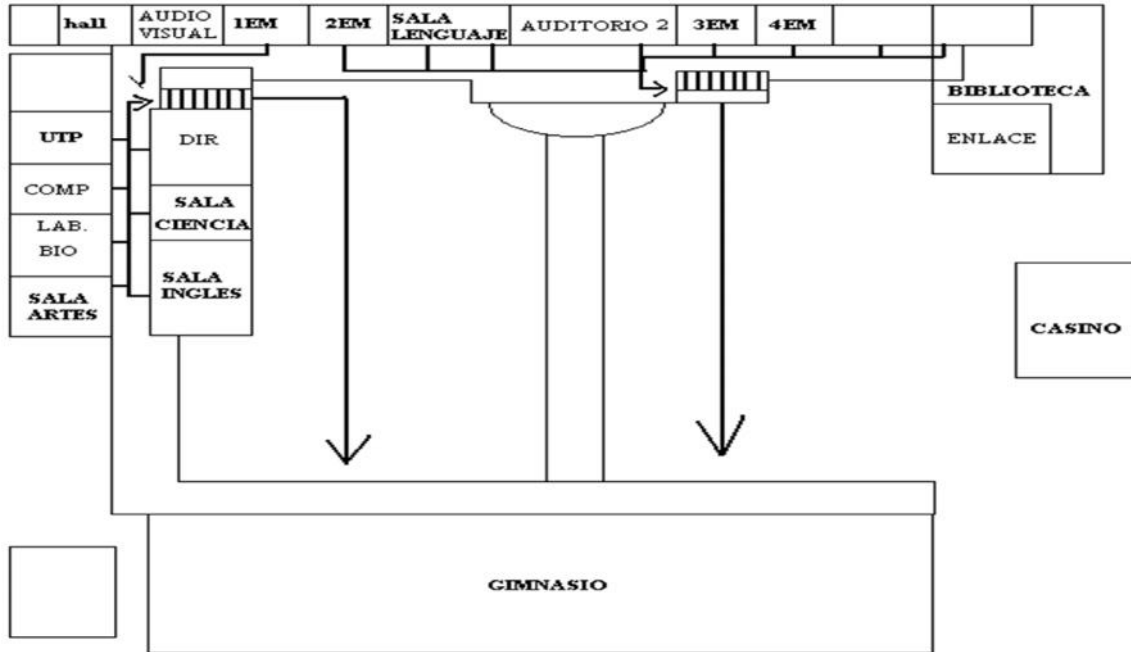 hall
AUDIO
VISUAL
1EM
2EM
SALA
LENGUAJE
AUDITORIO 2
3EM
4EM
BIBLIOTECA
ENLACE
UTP
DIR
COMP
SALA
CIENCIA
LAB.
BIO
SALA
INGLES
SALA
ARTES
CASINO
GIMNASIO